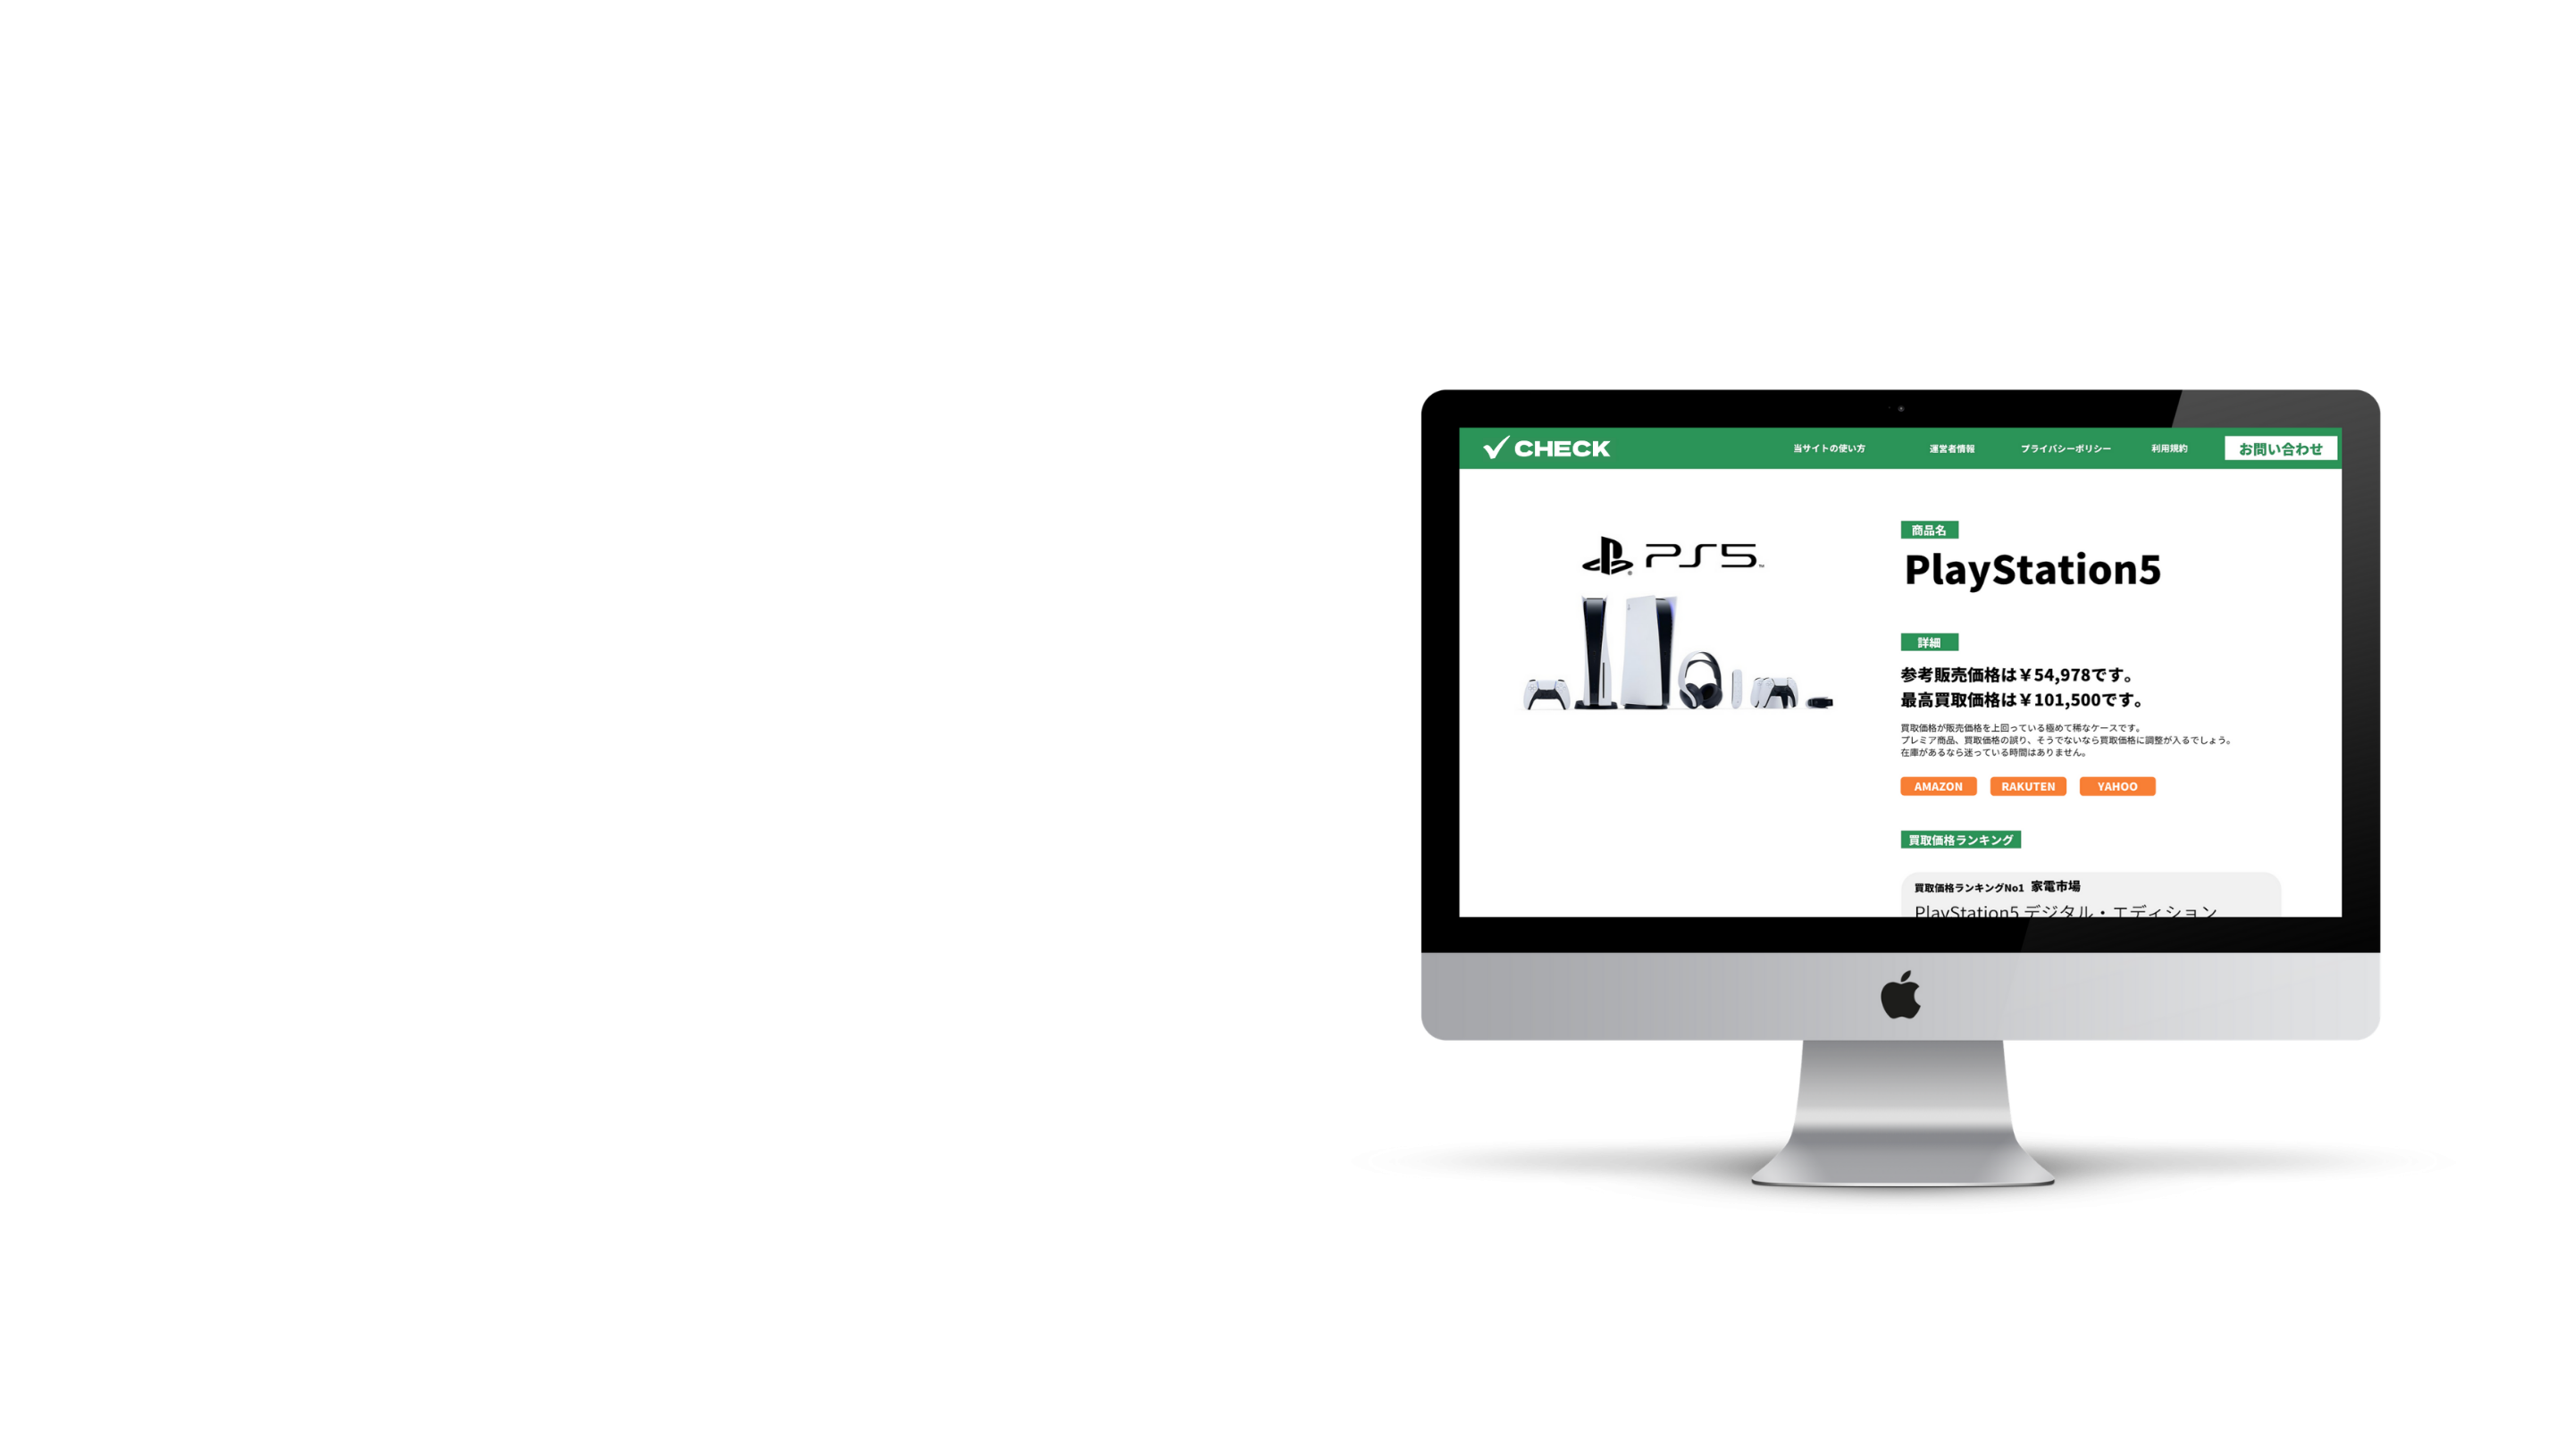 CHECK
当サイトの使い方
運営者情報
プライバシーポリシー
利用規約
お問い合わせ
PS5
商品名
PlayStation5
詳細
参考販売価格は￥54,978です。
最高買取価格は￥101,500です。
買取価格が販売価格を上回っている極めて稀なケースです。
プレミア商品、買取価格の誤り、そうでないなら買取価格に調整が入るでしょう。
在庫があるなら迷っている時間はありません。
AMAZON
RAKUTEN
YAHOO
買取価格ランキング
買取価格ランキングNo1 家電市場
PlayStation5 デジタル・エディション